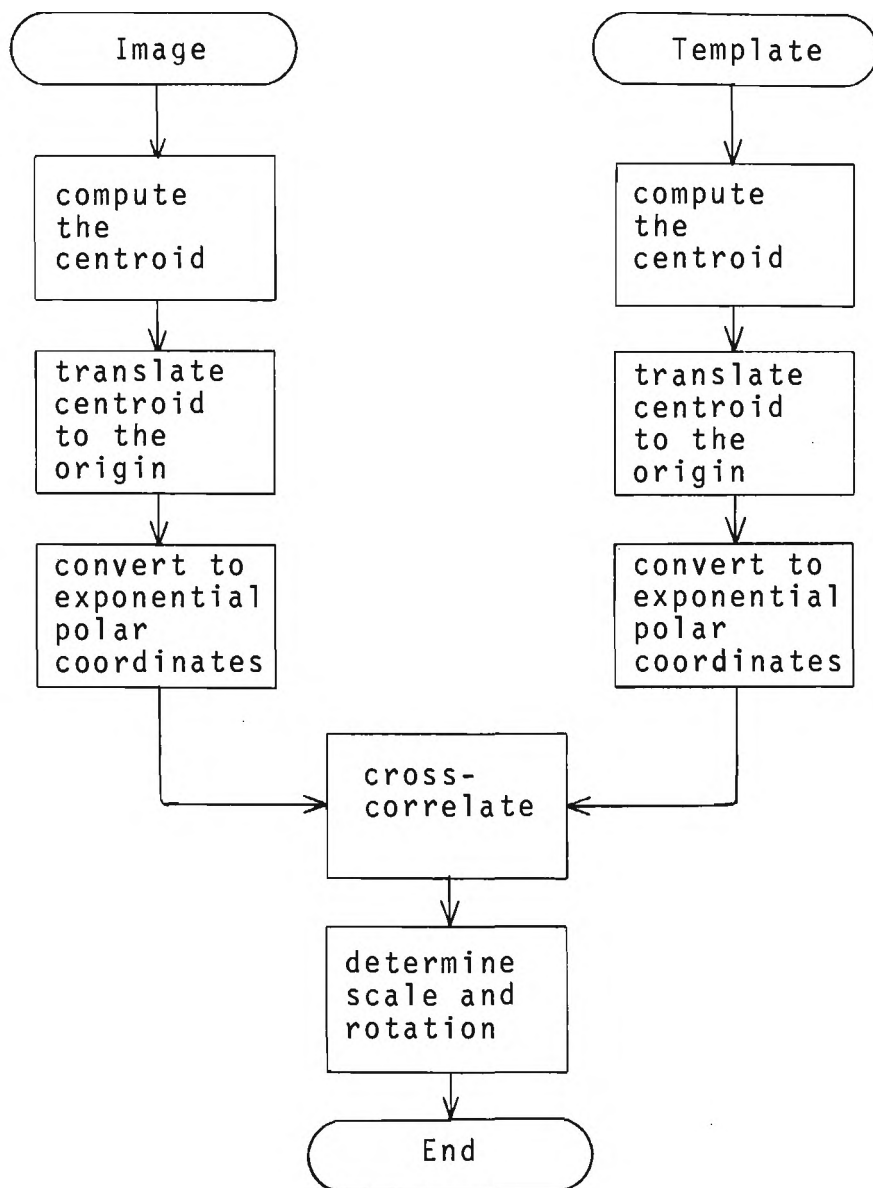 Image
compute
the
centroid
translate
centroid
to the
origin
convert to
exponential
polar
coordinates
Template
compute
the
centroid
translate
centroid
to the
origin
convert to
exponential
polar
coordinates
cross-
correlate
determine
scale and
rotation
End